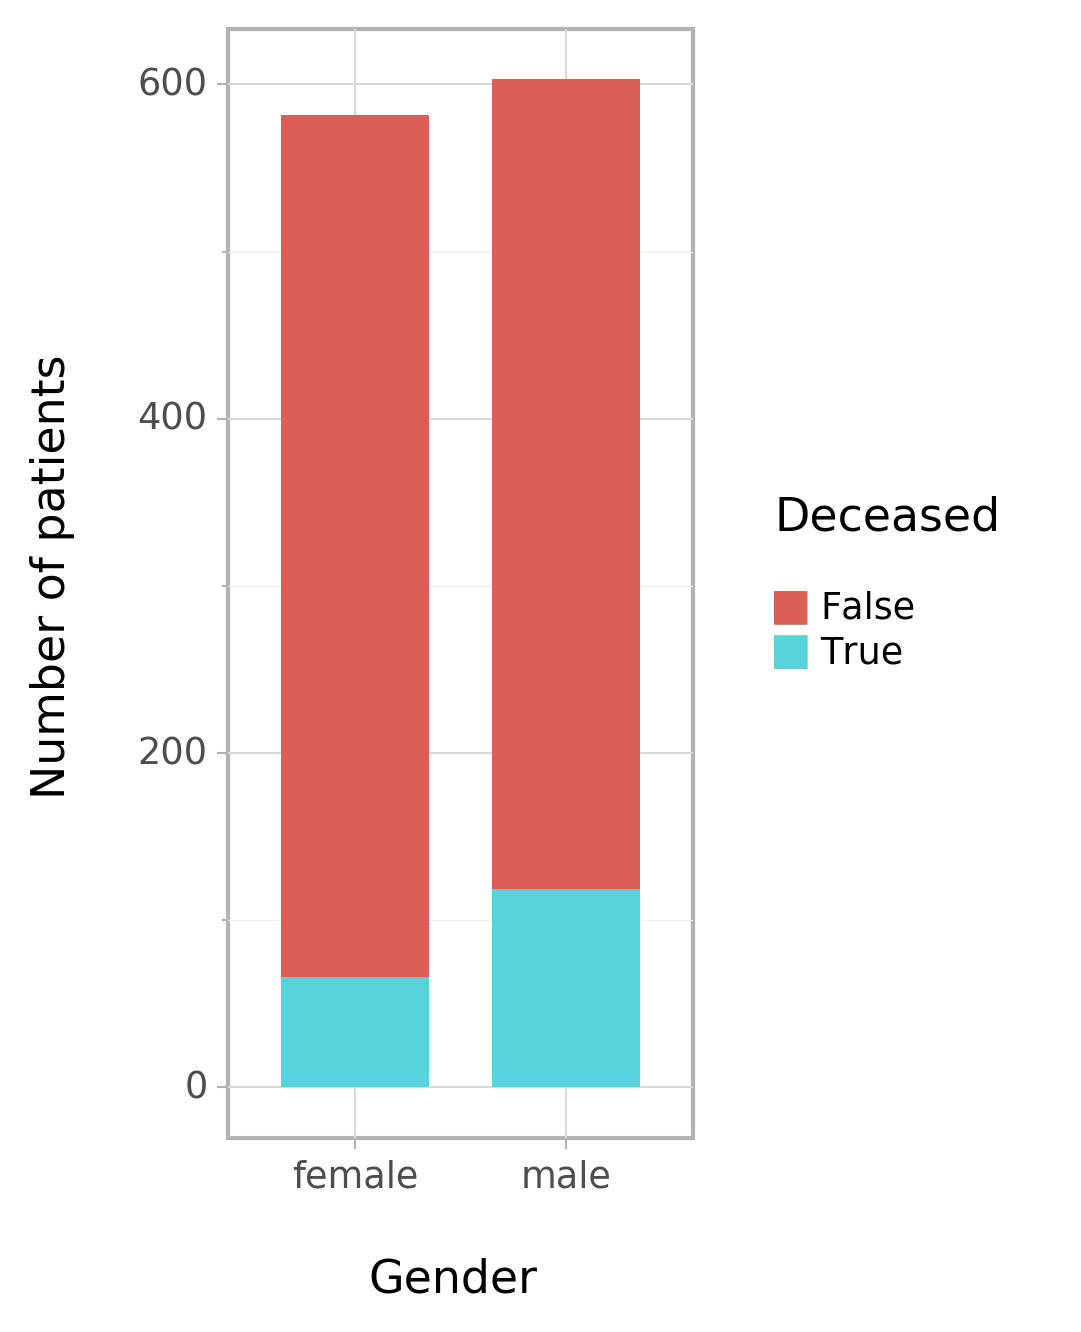 600
400
200
0
Number of patients
female
male
Gender
Deceased
False
True